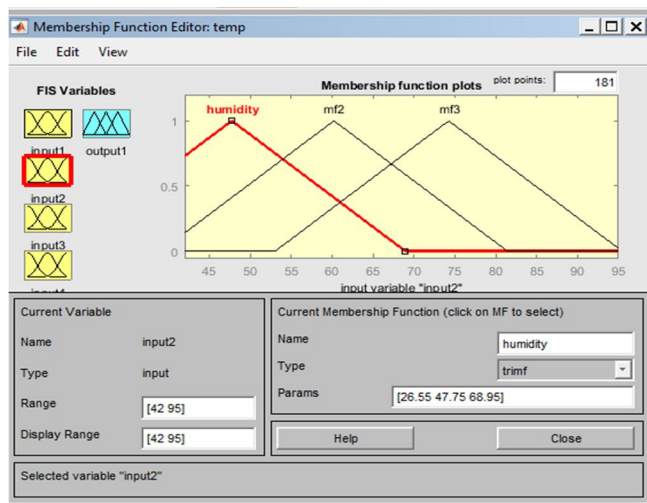 Membership Function Editor: temp
File Edit View
FIS Variables
Membership function plots
plot points: 181
humidity mf2 mf3
input1 output1
input2
input3
1
0.5
0
45 50 55 60 65 70 75 80 85 90 95
input variable "input2"
Current Variable
Name input2
Type input
Range [42 95]
Display Range [42 95]
Current Membership Function (click on MF to select)
Name humidity
Type trimf
Params [26.55 47.75 68.95]
Help Close
Selected variable "input2"